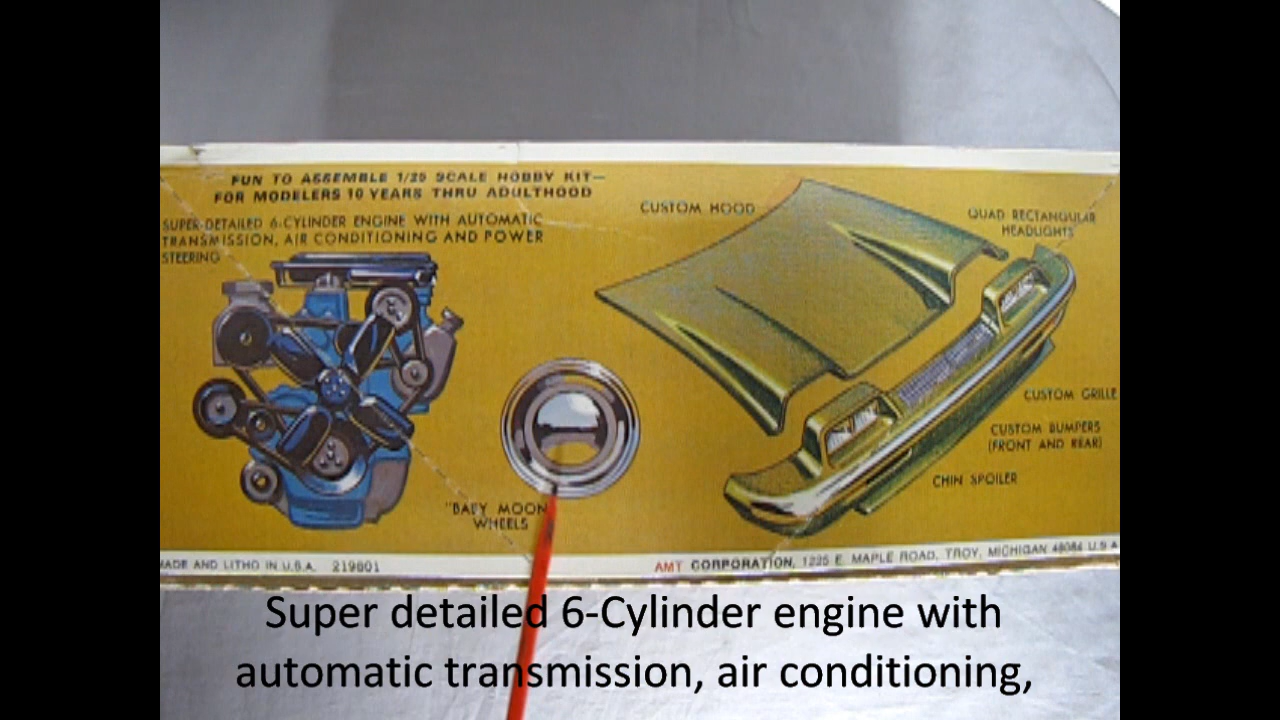 FUN TO ASSEMBLE 1/25 SCALE HOBBY KIT—
FOR MODELERS 10 YEARS THRU ADULTHOOD
SUPER-DETAILED 6-CYLINDER ENGINE WITH AUTOMATIC
TRANSMISSION, AIR CONDITIONING AND POWER
STEERING
CUSTOM HOOD
QUAD RECTANGULAR
HEADLIGHTS
CUSTOM GRILLE
CUSTOM BUMPERS
(FRONT AND REAR)
CHIN SPOILER
"BABY MOON"
WHEELS
MADE AND LITHO IN U.S.A. 219801
AMT CORPORATION, 1225 E. MAPLE ROAD, TROY, MICHIGAN 48084 U.S.A
Super detailed 6-Cylinder engine with
automatic transmission, air conditioning,